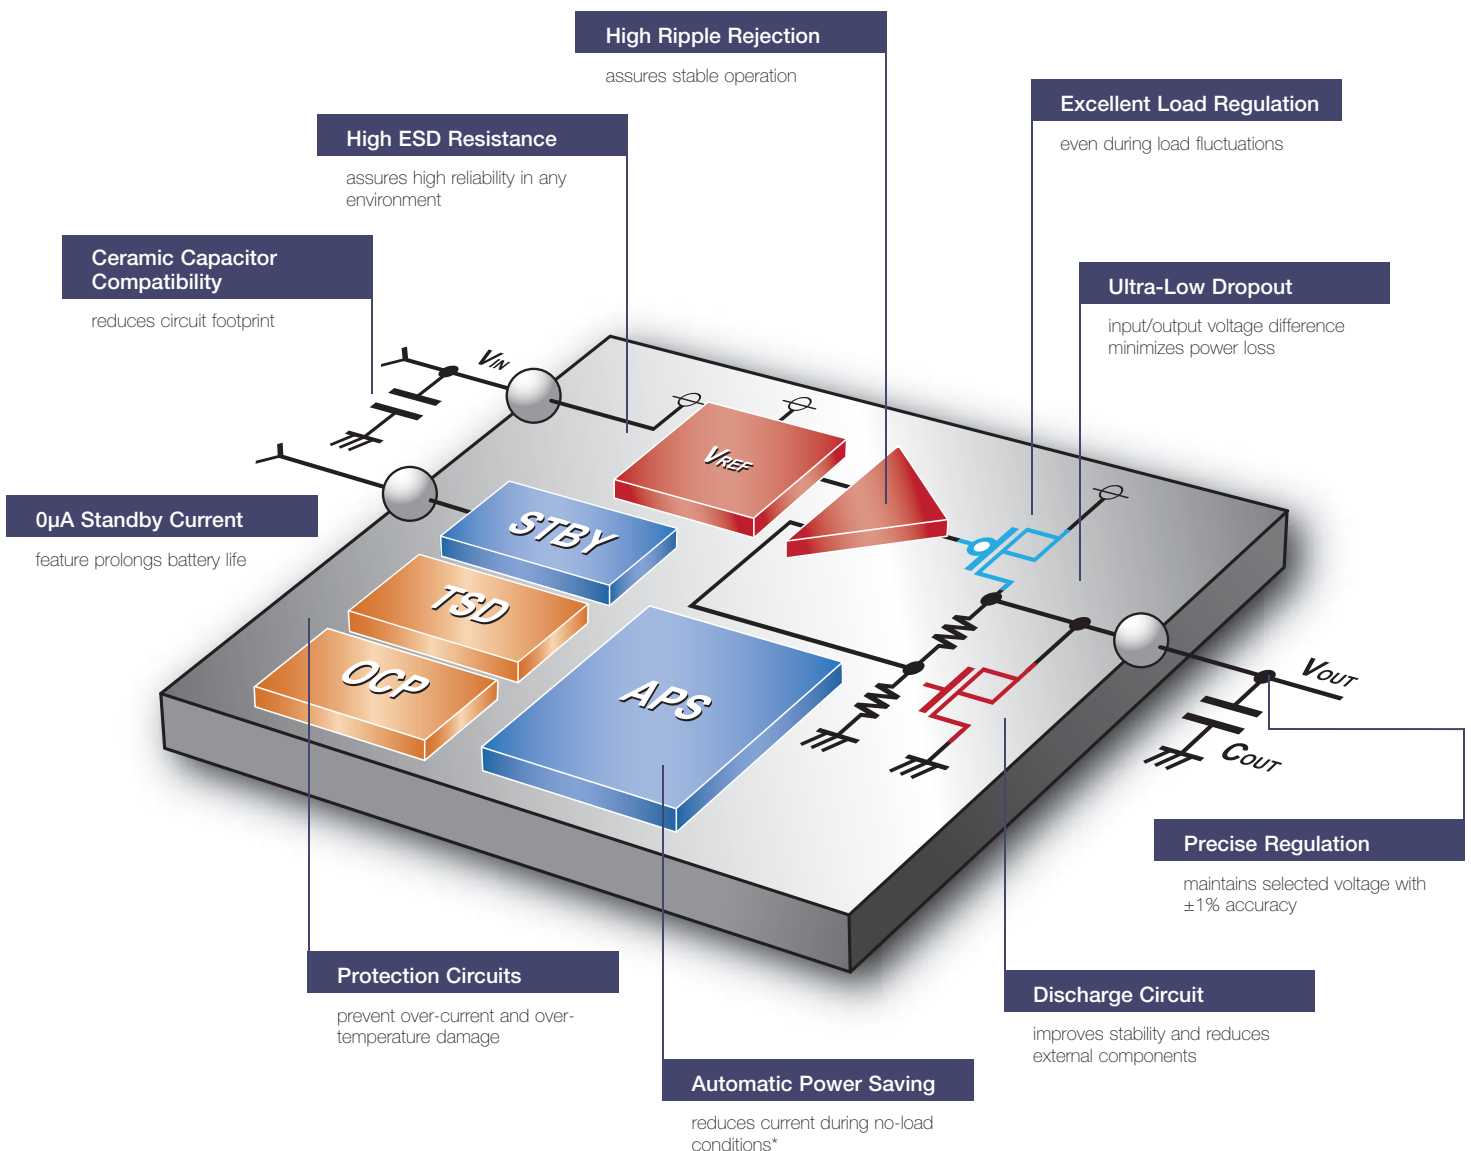 High Ripple Rejection
assures stable operation
Excellent Load Regulation
even during load fluctuations
High ESD Resistance
assures high reliability in any
environment
Ceramic Capacitor
Compatibility
reduces circuit footprint
Ultra-Low Dropout
input/output voltage difference
minimizes power loss
VIN
VREF
0µA Standby Current
feature prolongs battery life
STBY
TSD
OCP
APS
VOUT
COUT
Precise Regulation
maintains selected voltage with
±1% accuracy
Protection Circuits
prevent over-current and over-
temperature damage
Discharge Circuit
improves stability and reduces
external components
Automatic Power Saving
reduces current during no-load
conditions*